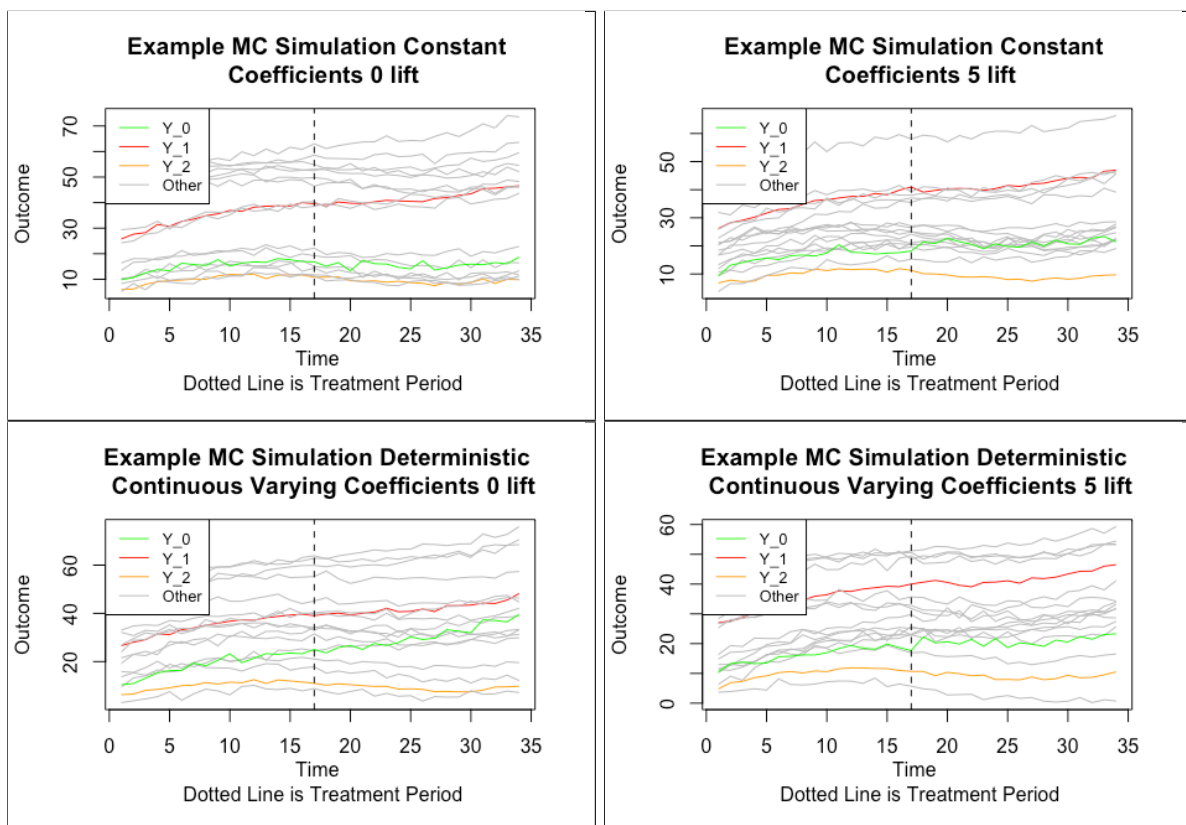 Example MC Simulation Constant
Coefficients 0 lift
Outcome
70
50
30
10
Y_0
Y_1
Y_2
Other
0 5 10 15 20 25 30 35
Time
Dotted Line is Treatment Period
Example MC Simulation Constant
Coefficients 5 lift
Outcome
50
30
10
Y_0
Y_1
Y_2
Other
0 5 10 15 20 25 30 35
Time
Dotted Line is Treatment Period
Example MC Simulation Deterministic
Continuous Varying Coefficients 0 lift
Outcome
60
40
20
Y_0
Y_1
Y_2
Other
0 5 10 15 20 25 30 35
Time
Dotted Line is Treatment Period
Example MC Simulation Deterministic
Continuous Varying Coefficients 5 lift
Outcome
60
40
20
0
Y_0
Y_1
Y_2
Other
0 5 10 15 20 25 30 35
Time
Dotted Line is Treatment Period